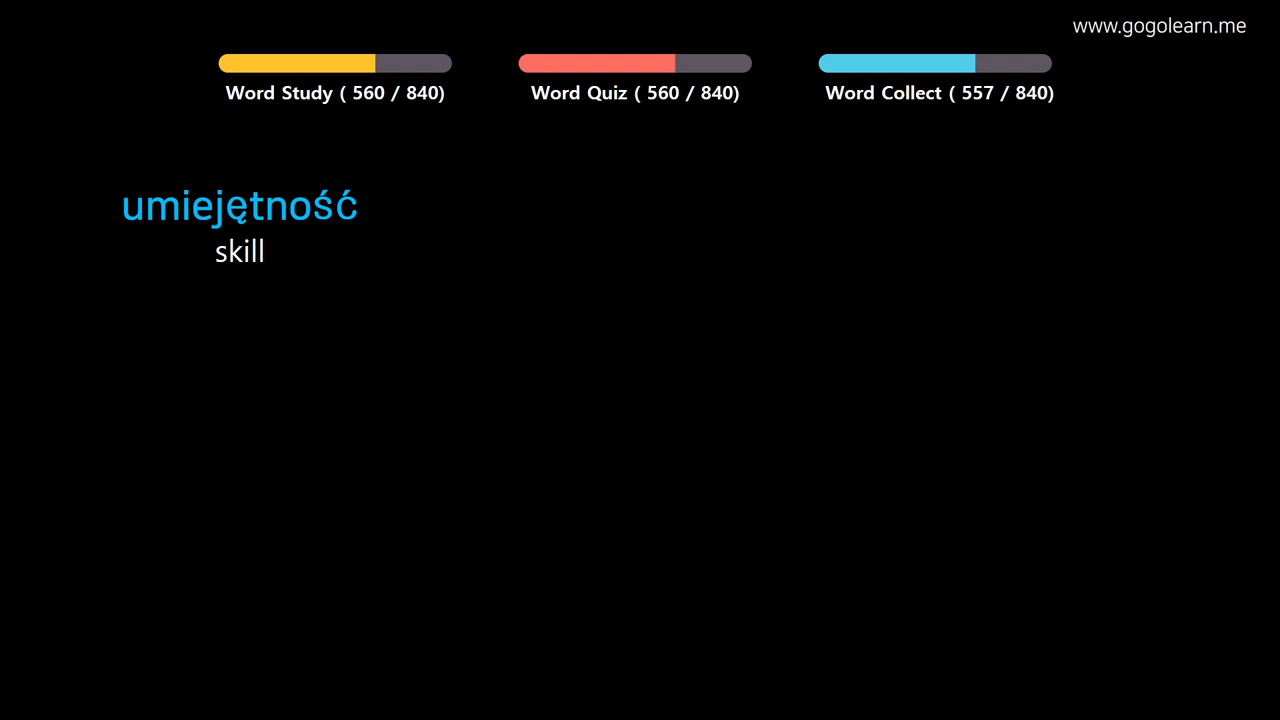 www.gogolearn.me
Word Study ( 560 / 840)
Word Quiz ( 560 / 840)
Word Collect ( 557 / 840)
umiejętność
skill